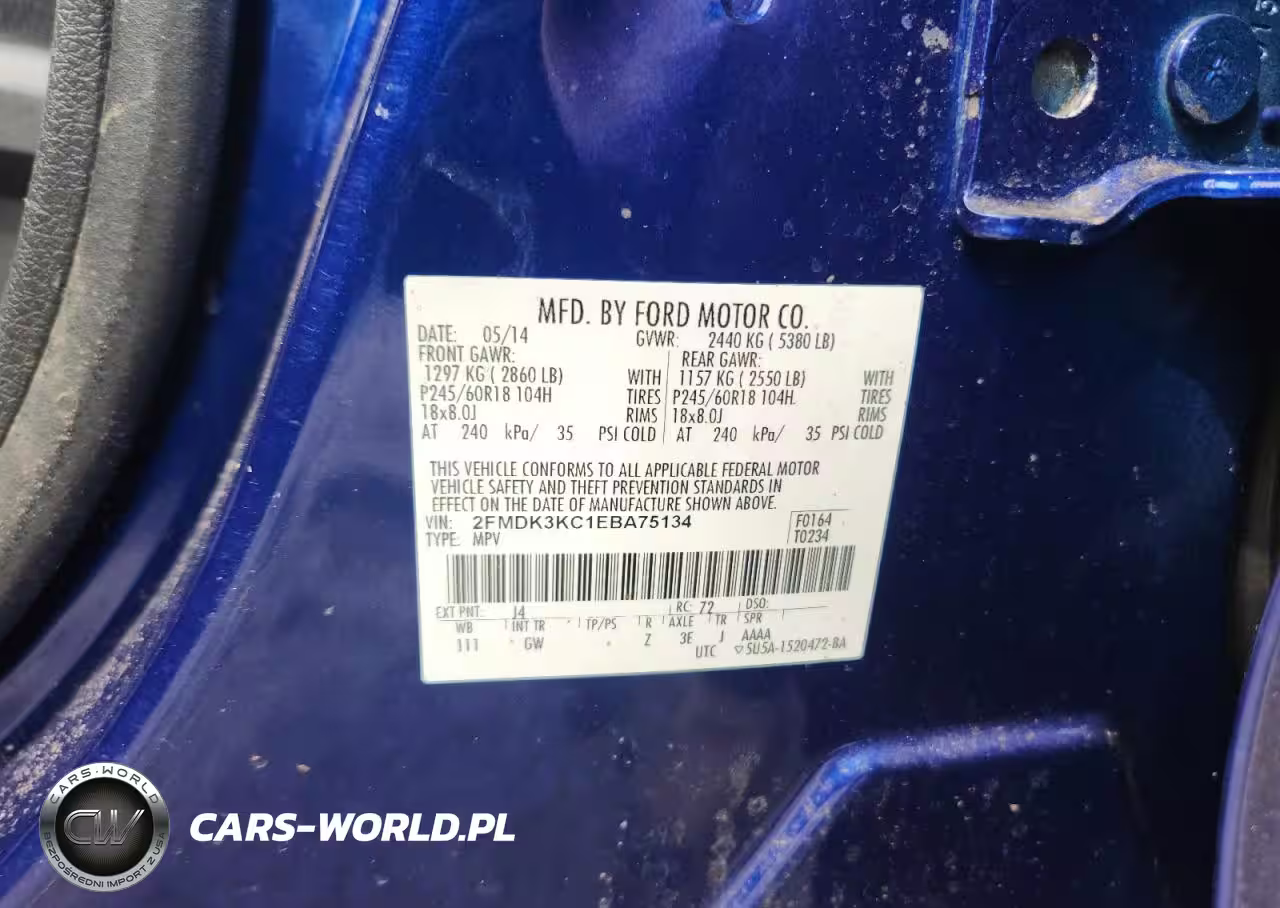 MFD. BY FORD MOTOR CO.
DATE: 05/14 GVWR: 2440 KG ( 5380 LB)
FRONT GAWR: REAR GAWR:
1297 KG ( 2860 LB) WITH 1157 KG ( 2550 LB) WITH
P245/60R18 104H TIRES P245/60R18 104H TIRES
18x8.0J RIMS 18x8.0J RIMS
AT 240 kPa/ 35 PSI COLD AT 240 kPa/ 35 PSI COLD
THIS VEHICLE CONFORMS TO ALL APPLICABLE FEDERAL MOTOR
VEHICLE SAFETY AND THEFT PREVENTION STANDARDS IN
EFFECT ON THE DATE OF MANUFACTURE SHOWN ABOVE.
VIN: 2FMDK3KC1EBA75134 F0164
TYPE: MPV T0234
EXT PNT: J4 RC: 72 DSO:
WB INT TR TP/PS R AXLE TR SPR
111 GW Z 3E J AAAA
UTC ▽5U5A-1520472-BA
CARS-WORLD
CW
BEZPOŚREDNI IMPORT Z USA
CARS-WORLD.PL